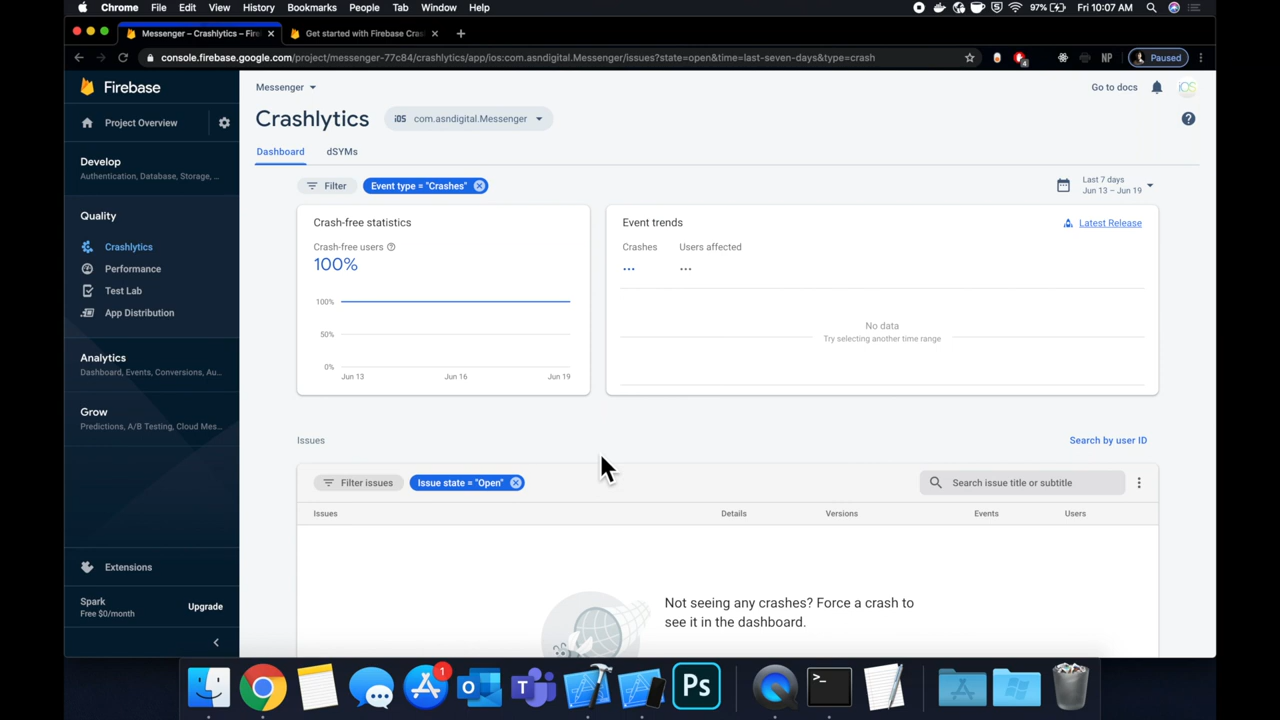 Chrome File Edit View History Bookmarks People Tab Window Help
97% Fri 10:07 AM
Messenger – Crashlytics – Fire
Get started with Firebase Cras
console.firebase.google.com/project/messenger-77c84/crashlytics/app/ios:com.asndigital.Messenger/issues?state=open&time=last-seven-days&type=crash
4
NP
Paused
Firebase
Messenger
Go to docs
iOS
Project Overview
Crashlytics
iOS com.asndigital.Messenger
Dashboard
dSYMs
Develop
Authentication, Database, Storage, ...
Filter
Event type = "Crashes"
Last 7 days
Jun 13 – Jun 19
Quality
Crashlytics
Performance
Test Lab
App Distribution
Crash-free statistics
Crash-free users
100%
100%
50%
0%
Jun 13
Jun 16
Jun 19
Event trends
Latest Release
Crashes
Users affected
...
...
No data
Try selecting another time range
Analytics
Dashboard, Events, Conversions, Au...
Grow
Predictions, A/B Testing, Cloud Mes...
Issues
Search by user ID
Filter issues
Issue state = "Open"
Search issue title or subtitle
Issues
Details
Versions
Events
Users
Not seeing any crashes? Force a crash to
see it in the dashboard.
Extensions
Spark
Free $0/month
Upgrade
1
Ps
>_